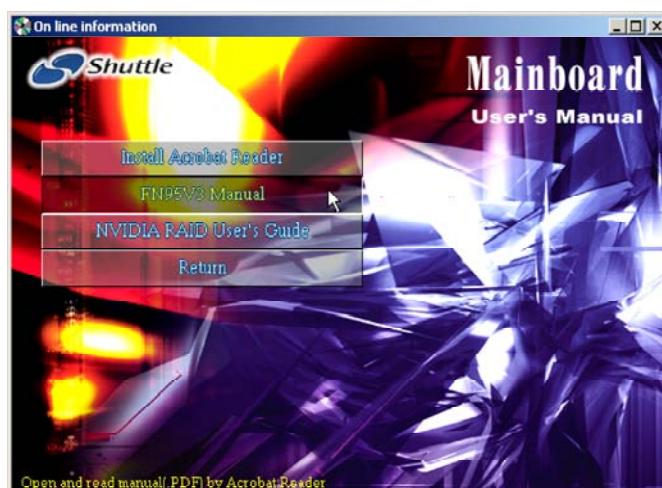 On line information
Shuttle
Mainboard
User's Manual
Install Acrobat Reader
FN95V3 Manual
NVIDIA RAID User's Guide
Return
Open and read manual(.PDF) by Acrobat Reader